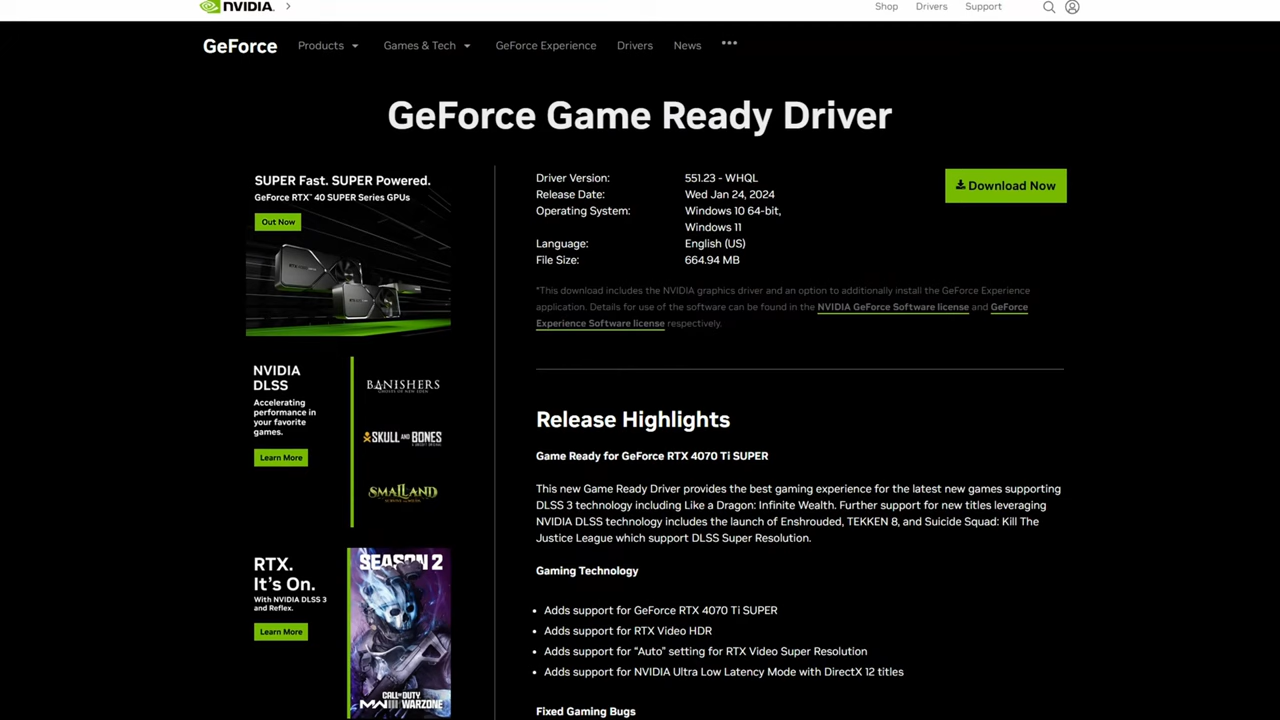 NVIDIA.
Shop Drivers Support
GeForce Products Games & Tech GeForce Experience Drivers News •••
GeForce Game Ready Driver
SUPER Fast. SUPER Powered.
GeForce RTX™ 40 SUPER Series GPUs
Out Now
NVIDIA
DLSS
Accelerating
performance in
your favorite
games.
Learn More
BANISHERS
GHOSTS OF NEW EDEN
SKULL AND BONES
SMALLAND
RTX.
It's On.
With NVIDIA DLSS 3
and Reflex.
Learn More
SEASON 2
CALL OF DUTY
MWIII WARZONE
Driver Version: 551.23 - WHQL
Release Date: Wed Jan 24, 2024
Operating System: Windows 10 64-bit,
Windows 11
Language: English (US)
File Size: 664.94 MB
Download Now
*This download includes the NVIDIA graphics driver and an option to additionally install the GeForce Experience
application. Details for use of the software can be found in the NVIDIA GeForce Software license and GeForce
Experience Software license respectively.
Release Highlights
Game Ready for GeForce RTX 4070 Ti SUPER
This new Game Ready Driver provides the best gaming experience for the latest new games supporting
DLSS 3 technology including Like a Dragon: Infinite Wealth. Further support for new titles leveraging
NVIDIA DLSS technology includes the launch of Enshrouded, TEKKEN 8, and Suicide Squad: Kill The
Justice League which support DLSS Super Resolution.
Gaming Technology
• Adds support for GeForce RTX 4070 Ti SUPER
• Adds support for RTX Video HDR
• Adds support for “Auto” setting for RTX Video Super Resolution
• Adds support for NVIDIA Ultra Low Latency Mode with DirectX 12 titles
Fixed Gaming Bugs